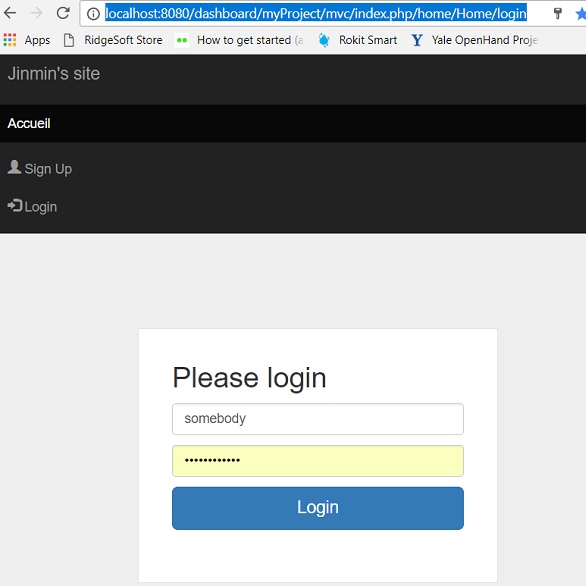 localhost:8080/dashboard/myProject/mvc/index.php/home/Home/login
Apps RidgeSoft Store How to get started (a Rokit Smart Yale OpenHand Proje
Jinmin's site
Accueil
Sign Up
Login
Please login
somebody
••••••••••••
Login